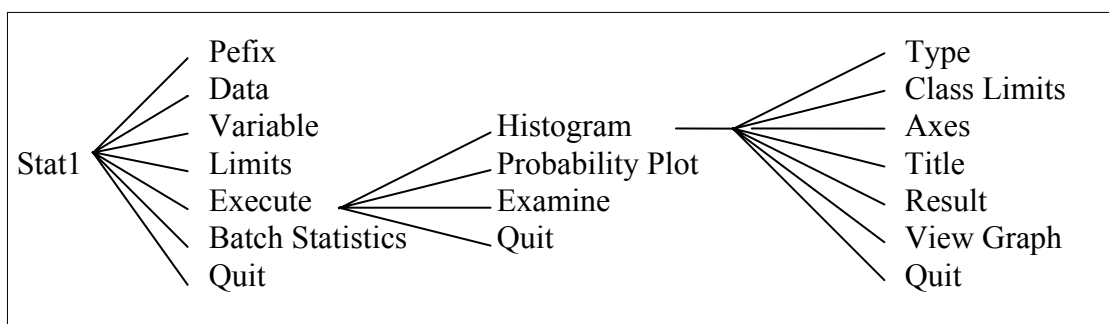 Stat1
Pefix
Data
Variable
Limits
Execute
Batch Statistics
Quit
Histogram
Probability Plot
Examine
Quit
Type
Class Limits
Axes
Title
Result
View Graph
Quit